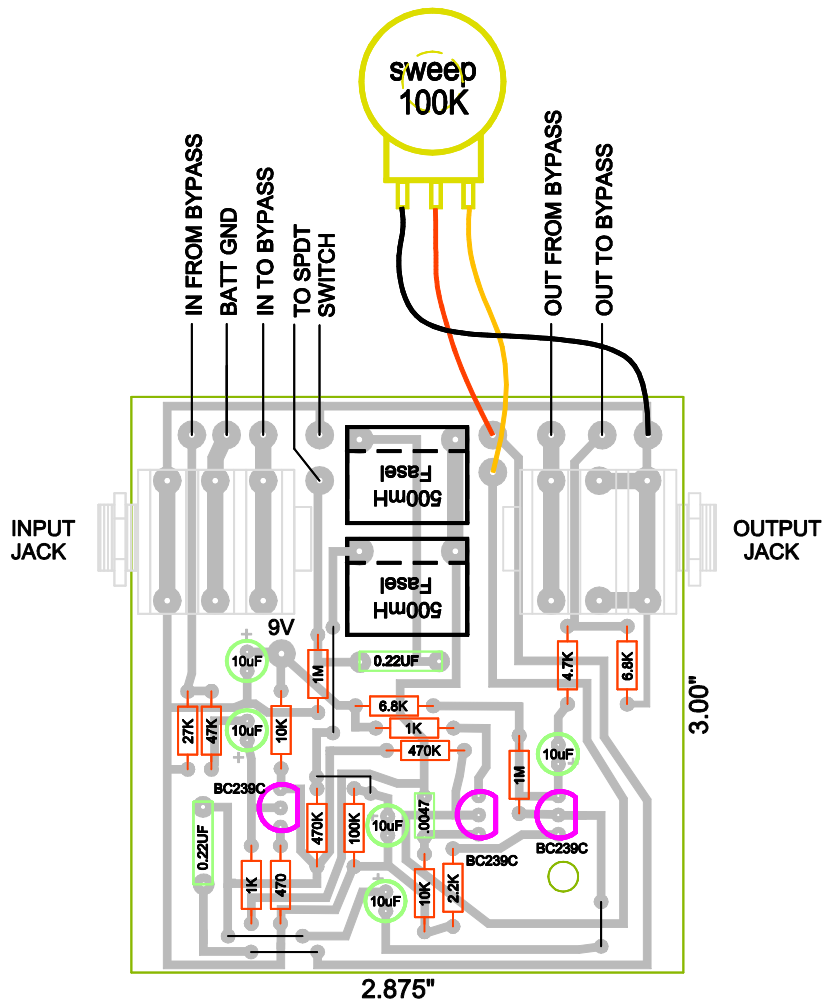 sweep
100K
IN FROM BYPASS
BATT GND
IN TO BYPASS
TO SPDT
SWITCH
OUT FROM BYPASS
OUT TO BYPASS
500mH
Fasel
INPUT
JACK
OUTPUT
JACK
500mH
Fasel
9V
+
10uF
1M
0.22UF
4.7K
6.8K
3.00"
27K
47K
10uF
+
10K
6.8K
1K
470K
1M
10uF
+
BC239C
0.22UF
470K
100K
+
10uF
.0047
BC239C
BC239C
1K
470
+
10uF
10K
2.2K
2.875"